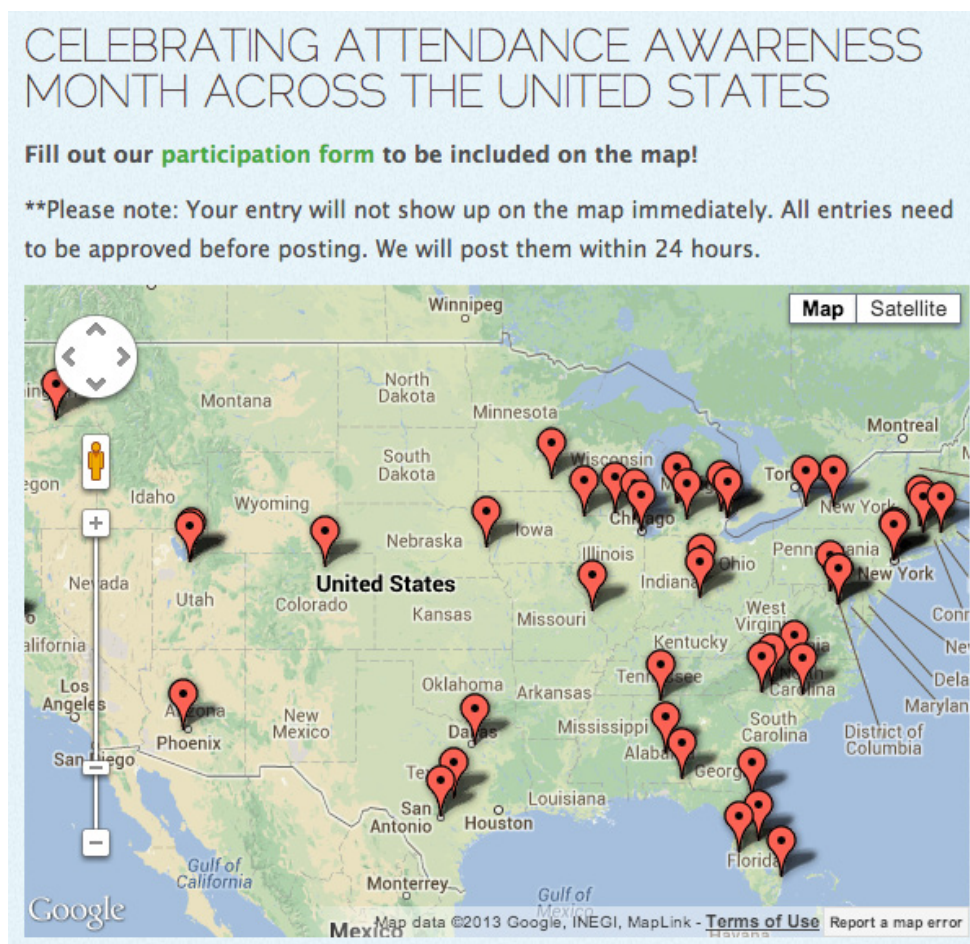 CELEBRATING ATTENDANCE AWARENESS
MONTH ACROSS THE UNITED STATES
Fill out our participation form to be included on the map!
**Please note: Your entry will not show up on the map immediately. All entries need
to be approved before posting. We will post them within 24 hours.
Winnipeg
Map Satellite
North
Dakota
Montana
Minnesota
Montreal
South
Dakota
Wisconsin
Idaho
Wyoming
Chicago
New York
Nebraska
Iowa
Illinois
Ohio
Indiana
United States
New York
Nevada
Utah
Colorado
Kansas
Missouri
West
Kentucky
Los
Angeles
Oklahoma
Arkansas
Tennessee
North
Carolina
Arizona
New
Mexico
Phoenix
Dallas
Mississippi
South
Carolina
District of
Columbia
San Diego
San
Antonio
Houston
Louisiana
Florida
Gulf of
California
Monterrey
Gulf of
Mexico
Google
Mexico
Map data ©2013 Google, INEGI, MapLink - Terms of Use
Report a map error
Havana